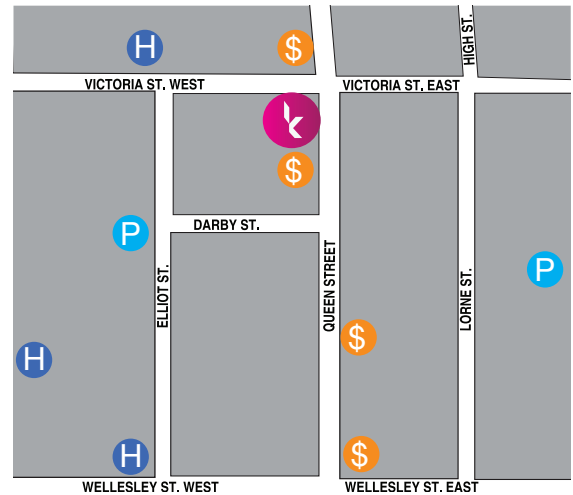 H
$
HIGH ST.
VICTORIA ST. WEST
VICTORIA ST. EAST
k
$
DARBY ST.
P
ELLIOT ST.
QUEEN STREET
LORNE ST.
P
$
H
H
$
WELLESLEY ST. WEST
WELLESLEY ST. EAST